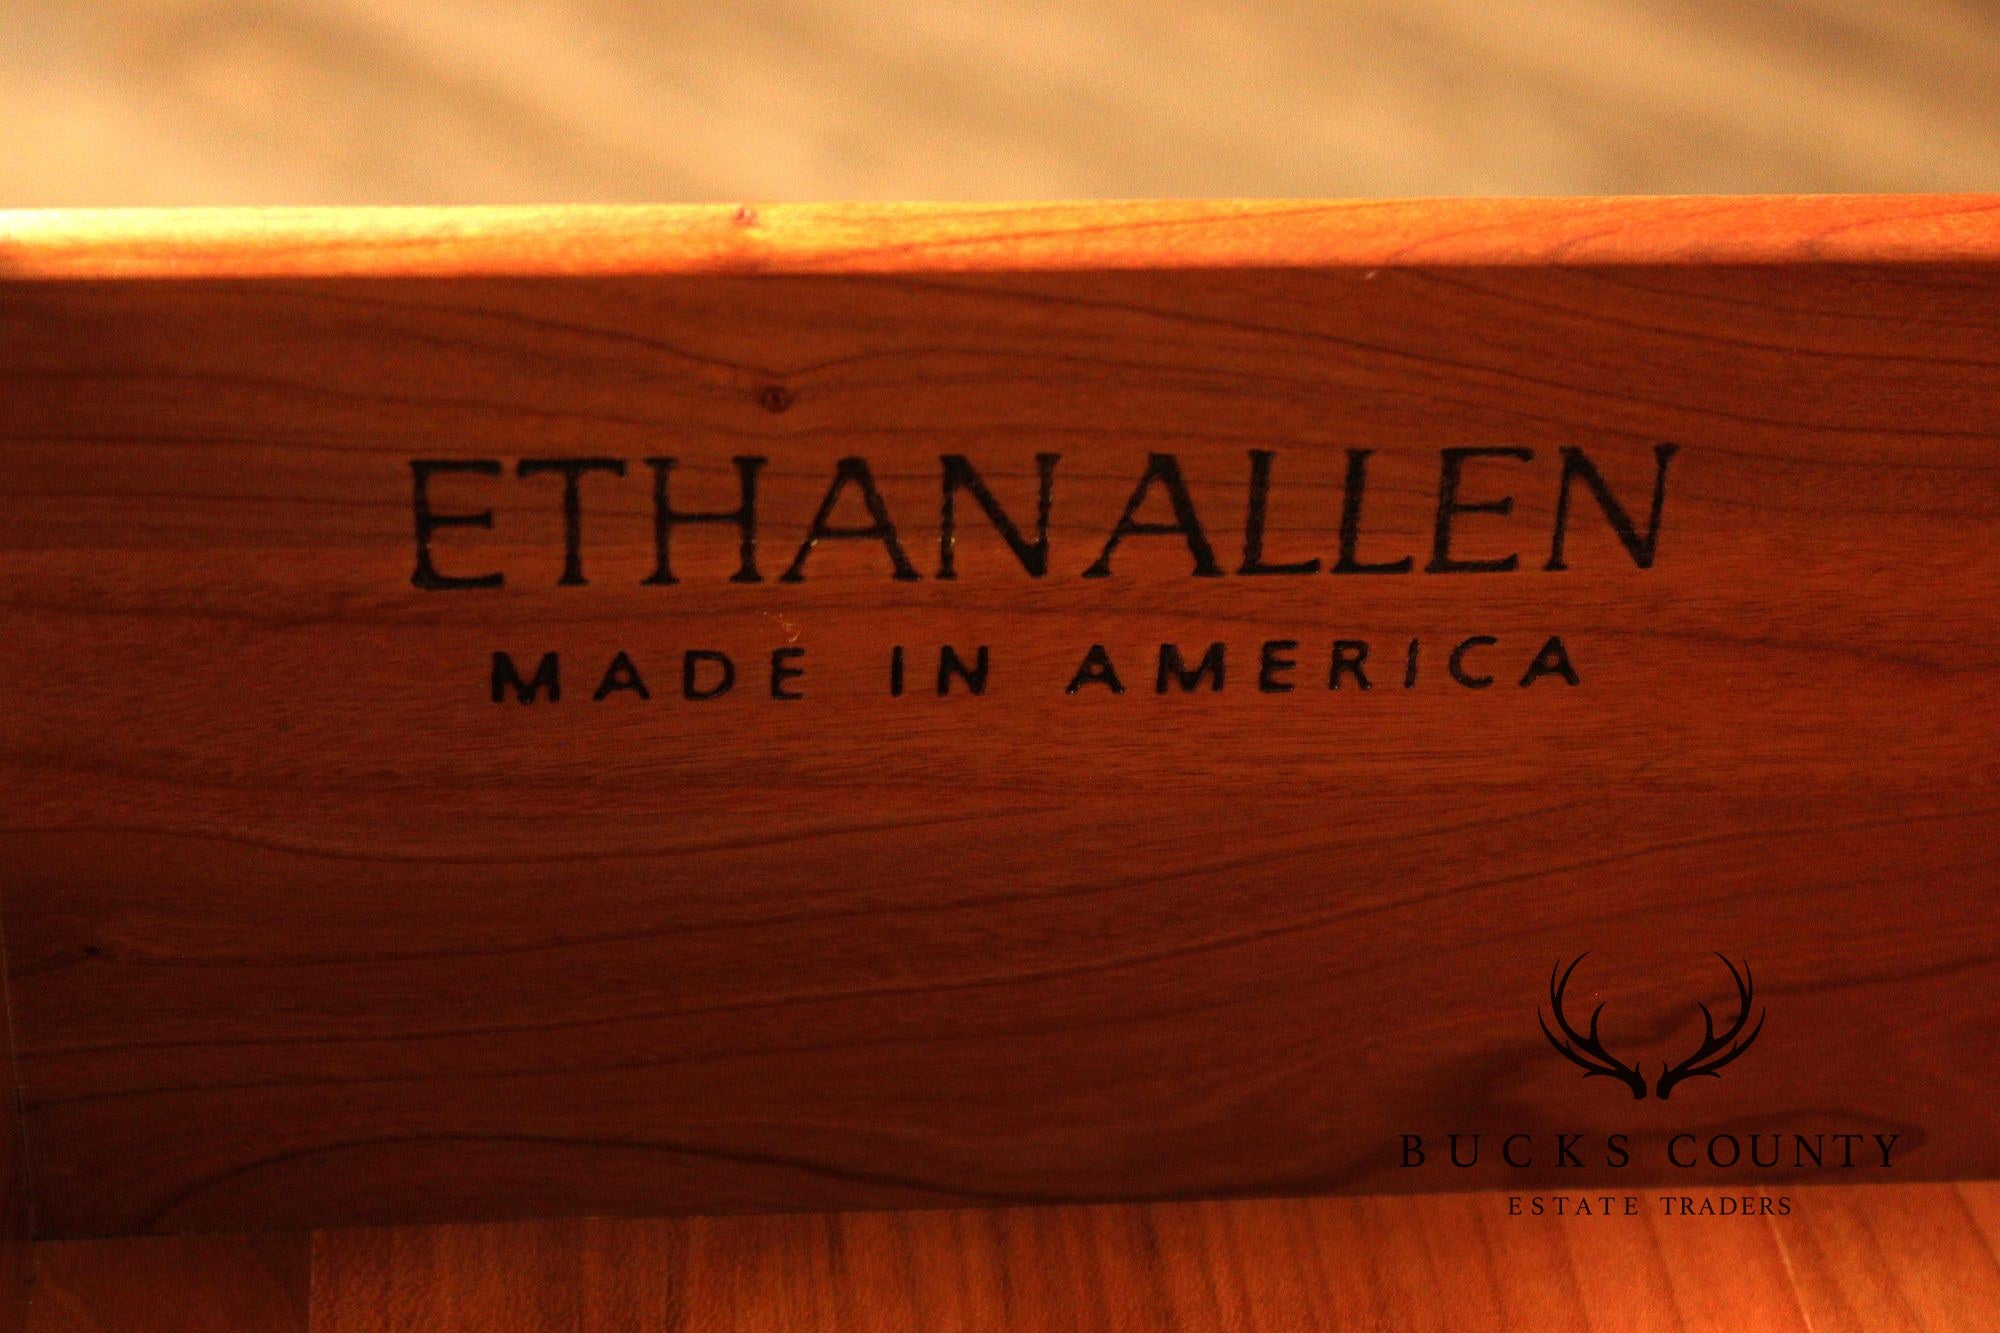 ETHAN ALLEN
MADE IN AMERICA
BUCKS COUNTY
ESTATE TRADERS